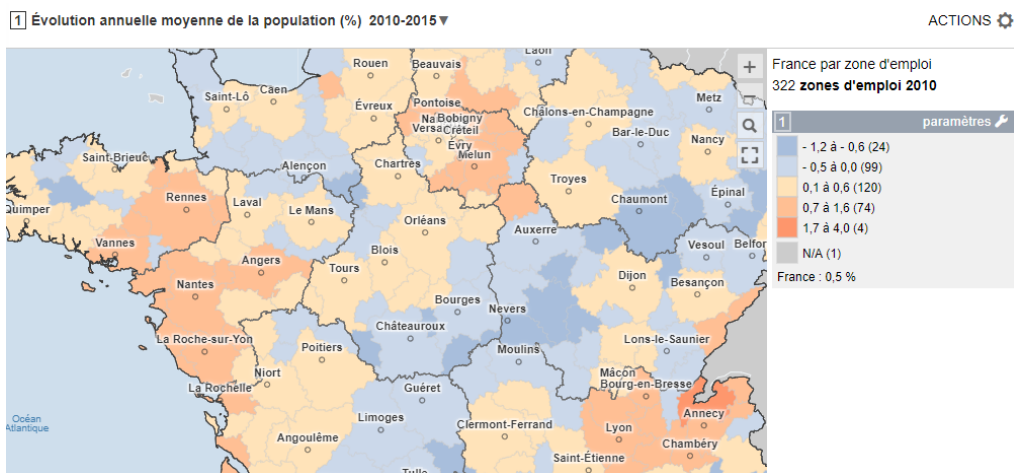 1 Évolution annuelle moyenne de la population (%) 2010-2015▼
ACTIONS
France par zone d'emploi
322 zones d'emploi 2010
1 paramètres
- 1,2 à - 0,6 (24)
- 0,5 à 0,0 (99)
0,1 à 0,6 (120)
0,7 à 1,6 (74)
1,7 à 4,0 (4)
N/A (1)
France : 0,5 %
Laon
Rouen
Beauvais
Saint-Lô
Caen
Évreux
Pontoise
Châlons-en-Champagne
Metz
Bobigny
Créteil
Bar-le-Duc
Nancy
Évry
Melun
Saint-Brieuc
Alençon
Chartres
Troyes
Rennes
Laval
Le Mans
Chaumont
Épinal
Quimper
Orléans
Auxerre
Vannes
Angers
Blois
Vesoul
Belfor
Nantes
Tours
Dijon
Besançon
Bourges
Nevers
Châteauroux
La Roche-sur-Yon
Poitiers
Moulins
Lons-le-Saunier
Niort
Mâcon
La Rochelle
Guéret
Bourg-en-Bresse
Océan
Atlantique
Limoges
Clermont-Ferrand
Annecy
Angoulême
Lyon
Chambéry
Saint-Étienne
Tulle